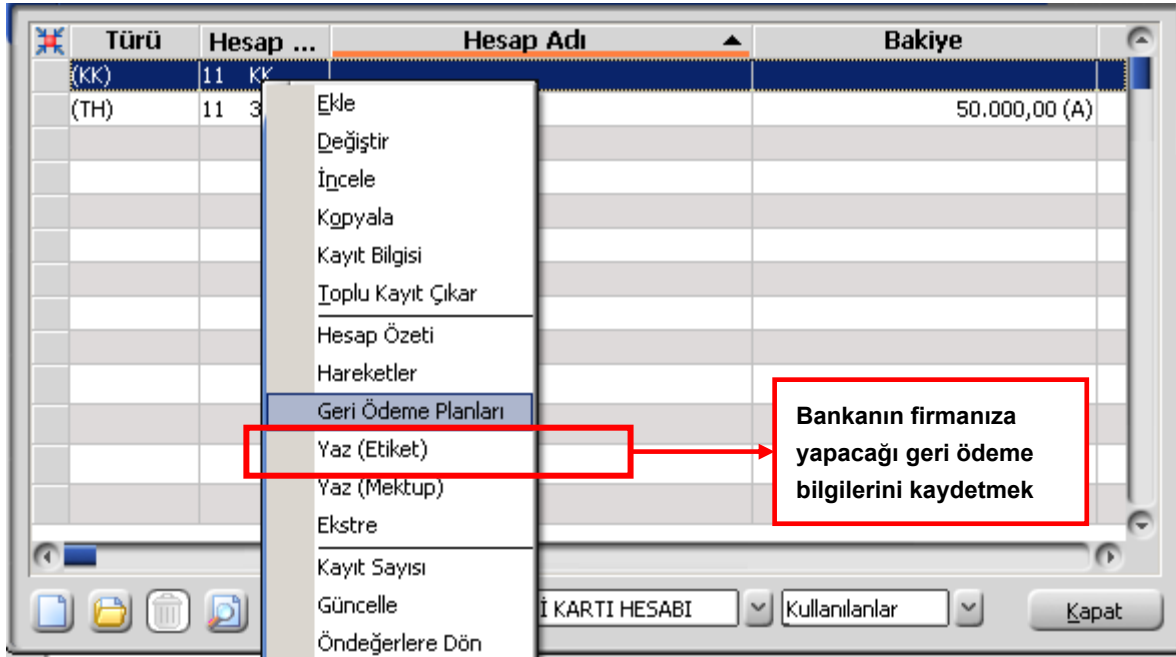 Türü Hesap ... Hesap Adı Bakiye
(KK) 11 KK
(TH) 11 3 50.000,00 (A)
Ekle
Değiştir
İncele
Kopyala
Kayıt Bilgisi
Toplu Kayıt Çıkar
Hesap Özeti
Hareketler
Geri Ödeme Planları
Yaz (Etiket)
Yaz (Mektup)
Ekstre
Kayıt Sayısı
Güncelle
Öndeğerlere Dön
Bankanın firmanıza
yapacağı geri ödeme
bilgilerini kaydetmek
İ KARTI HESABI Kullanılanlar Kapat